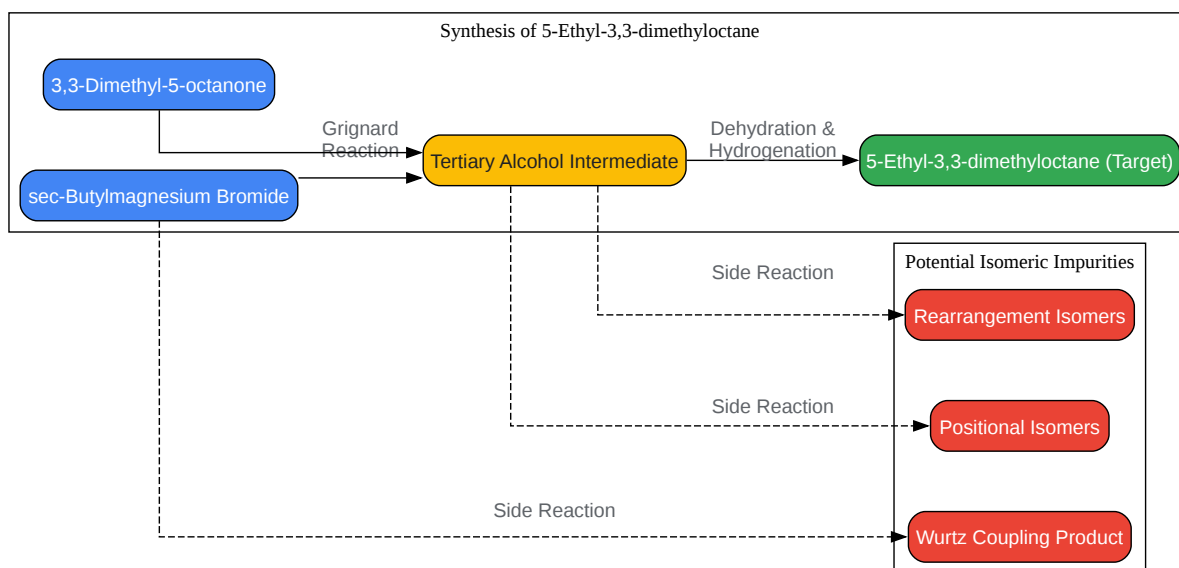 Synthesis of 5-Ethyl-3,3-dimethyloctane
3,3-Dimethyl-5-octanone
Grignard
Reaction
Dehydration &
Hydrogenation
Tertiary Alcohol Intermediate
5-Ethyl-3,3-dimethyloctane (Target)
sec-Butylmagnesium Bromide
Potential Isomeric Impurities
Side Reaction
Rearrangement Isomers
Side Reaction
Positional Isomers
Side Reaction
Wurtz Coupling Product